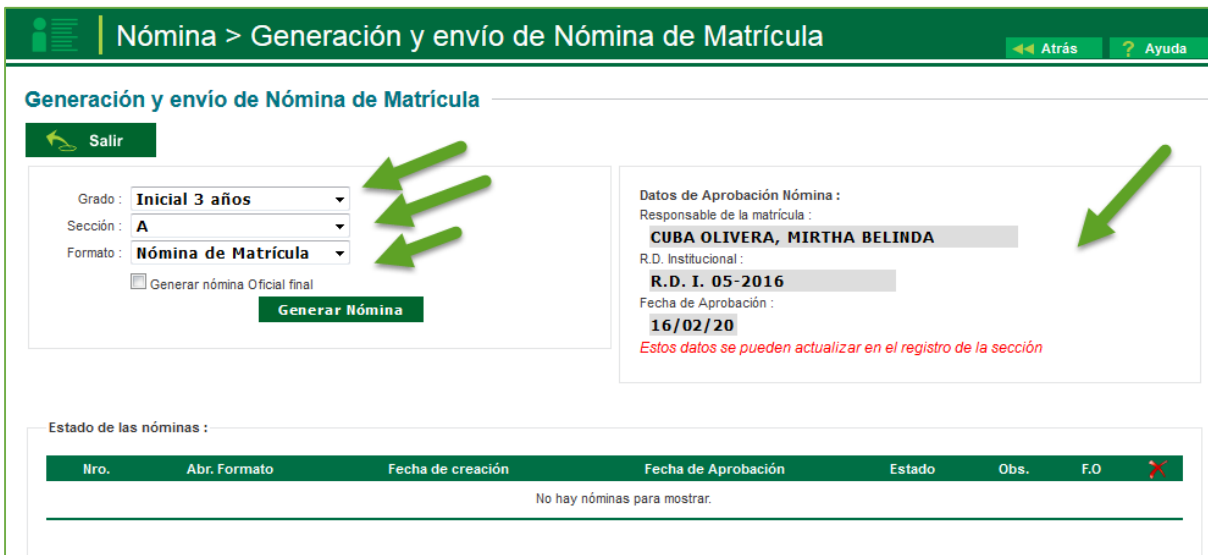 Nómina > Generación y envío de Nómina de Matrícula
Atrás
? Ayuda
Generación y envío de Nómina de Matrícula
Salir
Grado : Inicial 3 años
Sección : A
Formato : Nómina de Matrícula
Generar nómina Oficial final
Generar Nómina
Datos de Aprobación Nómina :
Responsable de la matrícula :
CUBA OLIVERA, MIRTHA BELINDA
R.D. Institucional :
R.D. I. 05-2016
Fecha de Aprobación :
16/02/20
Estos datos se pueden actualizar en el registro de la sección
Estado de las nóminas :
Nro. Abr. Formato Fecha de creación Fecha de Aprobación Estado Obs. F.O
No hay nóminas para mostrar.